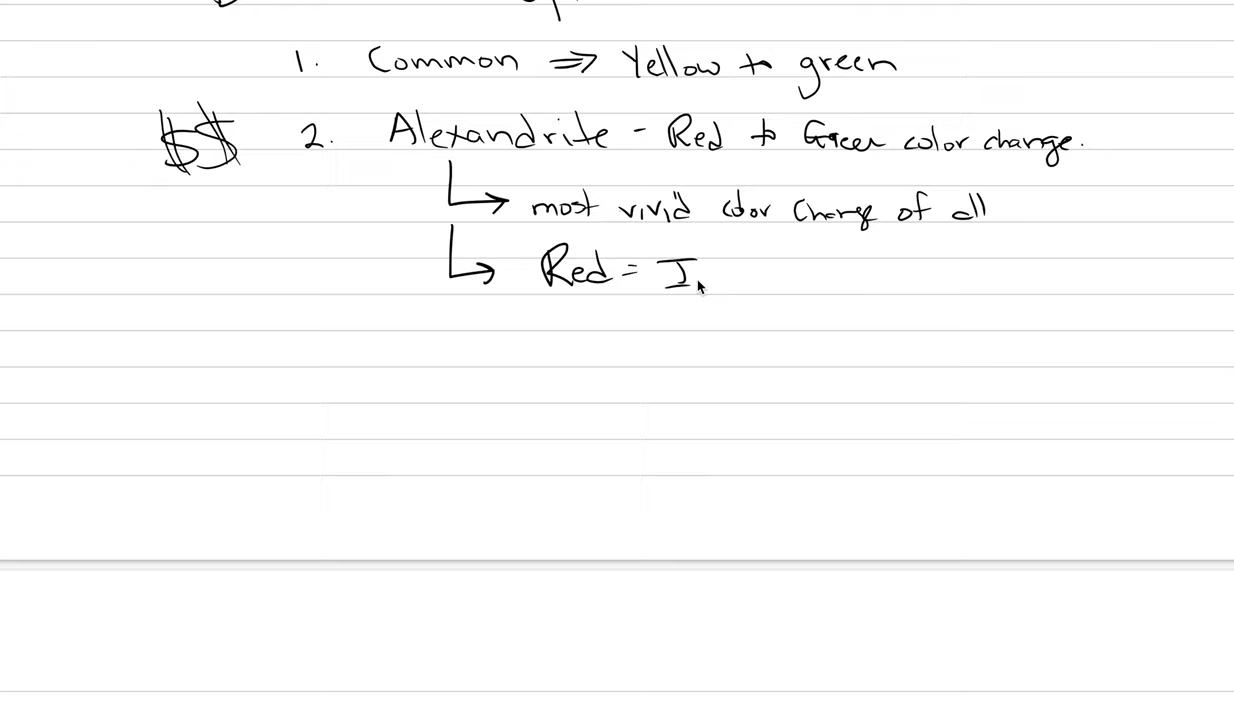 1. Common ⇒ Yellow to green
$$ 2. Alexandrite - Red to Green color change.
↳ most vivid color change of all
↳ Red = I